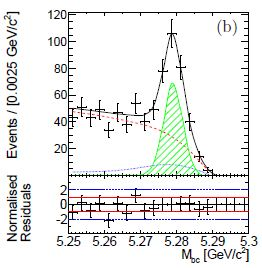 Events / [0.0025 GeV/c²]
120
100
80
60
40
20
(b)
Normalised
Residuals
2
0
-2
5.25 5.26 5.27 5.28 5.29 5.3
M_bc [GeV/c²]